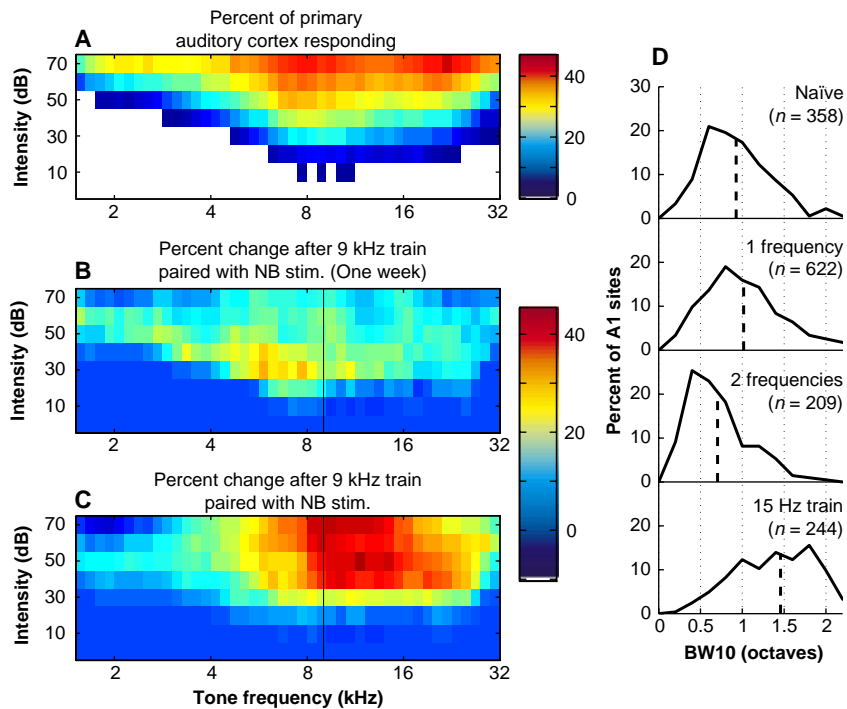 A
Percent of primary
auditory cortex responding
Intensity (dB)
70
50
30
10
2
4
8
16
32
40
20
0
B
Percent change after 9 kHz train
paired with NB stim. (One week)
Intensity (dB)
70
50
30
10
2
4
8
16
32
40
20
0
C
Percent change after 9 kHz train
paired with NB stim.
Intensity (dB)
70
50
30
10
2
4
8
16
32
Tone frequency (kHz)
D
Percent of A1 sites
30
20
10
0
Naïve
(n = 358)
20
10
0
1 frequency
(n = 622)
20
10
0
2 frequencies
(n = 209)
20
10
0
15 Hz train
(n = 244)
0
0.5
1
1.5
2
BW10 (octaves)